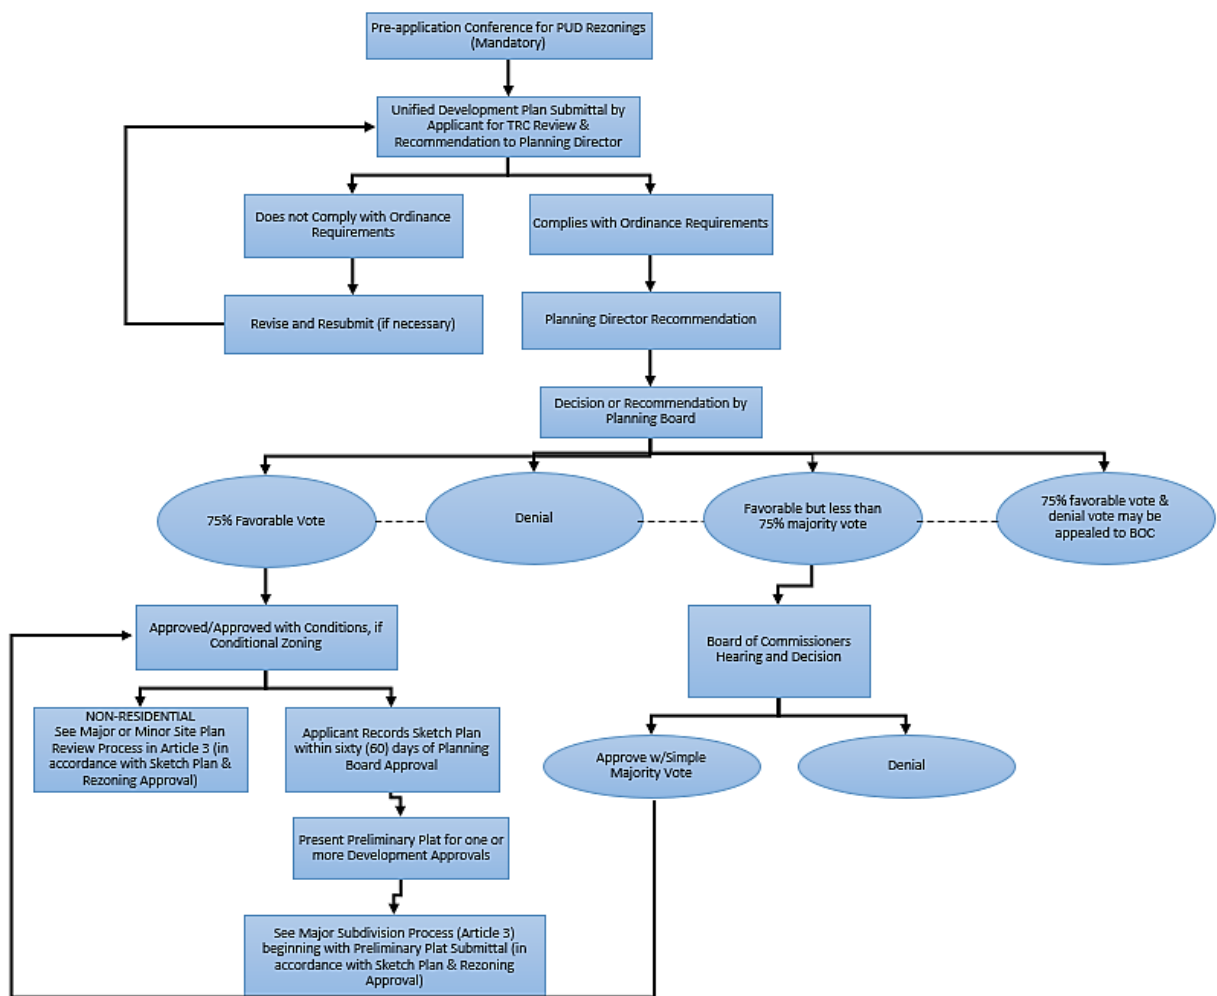 Pre-application Conference for PUD Rezonings
(Mandatory)
Unified Development Plan Submittal by
Applicant for TRC Review &
Recommendation to Planning Director
Does not Comply with Ordinance
Requirements
Complies with Ordinance Requirements
Revise and Resubmit (if necessary)
Planning Director Recommendation
Decision or Recommendation by
Planning Board
75% Favorable Vote
Denial
Favorable but less than
75% majority vote
75% favorable vote &
denial vote may be
appealed to BOC
Approved/Approved with Conditions, if
Conditional Zoning
Board of Commissioners
Hearing and Decision
NON-RESIDENTIAL
See Major or Minor Site Plan
Review Process in Article 3 (in
accordance with Sketch Plan &
Rezoning Approval)
Applicant Records Sketch Plan
within sixty (60) days of Planning
Board Approval
Approve w/Simple
Majority Vote
Denial
Present Preliminary Plat for one or
more Development Approvals
See Major Subdivision Process (Article 3)
beginning with Preliminary Plat Submittal (in
accordance with Sketch Plan & Rezoning
Approval)